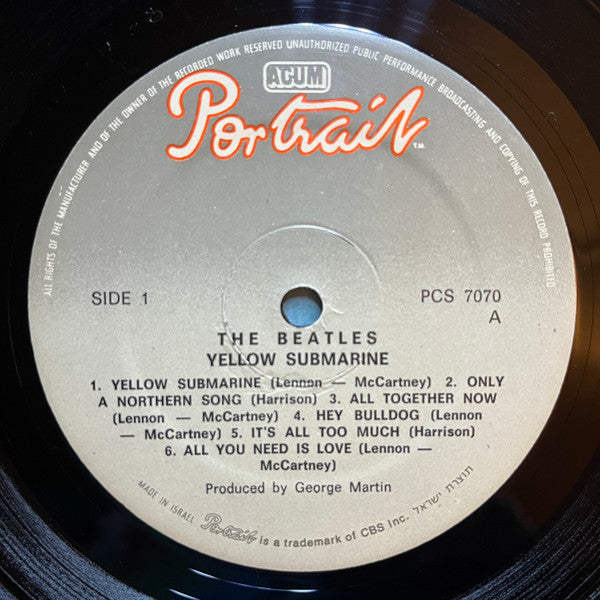 ALL RIGHTS OF THE MANUFACTURER AND OF THE OWNER OF THE RECORDED WORK RESERVED UNAUTHORIZED PUBLIC PERFORMANCE BROADCASTING AND COPYING OF THIS RECORD PROHIBITED
ACUM
Portrait TM
SIDE 1
PCS 7070
A
THE BEATLES
YELLOW SUBMARINE
1. YELLOW SUBMARINE (Lennon — McCartney) 2. ONLY
A NORTHERN SONG (Harrison) 3. ALL TOGETHER NOW
(Lennon — McCartney) 4. HEY BULLDOG (Lennon
— McCartney) 5. IT'S ALL TOO MUCH (Harrison)
6. ALL YOU NEED IS LOVE (Lennon —
McCartney)
Produced by George Martin
MADE IN ISRAEL Portrait is a trademark of CBS Inc. תוצרת ישראל